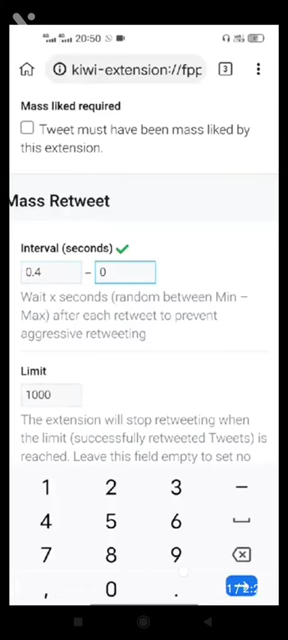 20:50
kiwi-extension://fpp
3
Mass liked required
Tweet must have been mass liked by
this extension.
Mass Retweet
Interval (seconds)
0.4 – 0
Wait x seconds (random between Min –
Max) after each retweet to prevent
aggressive retweeting
Limit
1000
The extension will stop retweeting when
the limit (successfully retweeted Tweets) is
reached. Leave this field empty to set no
1 2 3 –
4 5 6
7 8 9
, 0 .